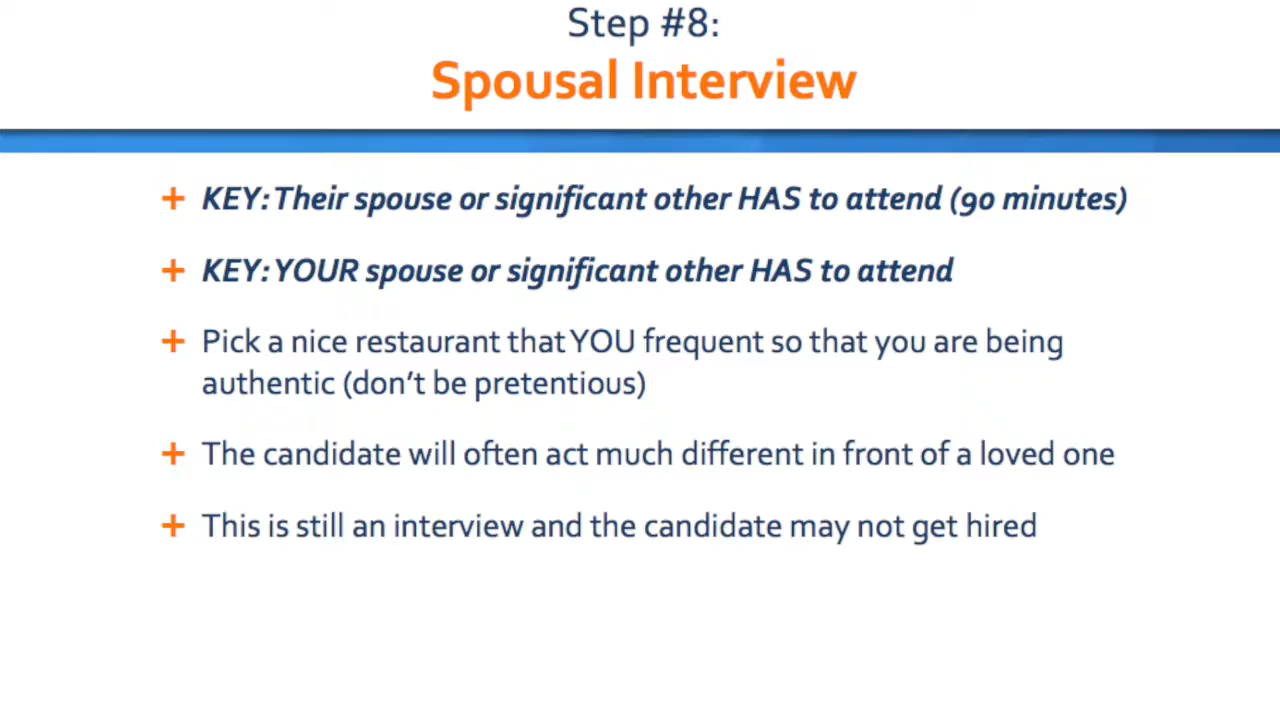 Step #8:
Spousal Interview
+ KEY: Their spouse or significant other HAS to attend (90 minutes)
+ KEY: YOUR spouse or significant other HAS to attend
+ Pick a nice restaurant that YOU frequent so that you are being
authentic (don’t be pretentious)
+ The candidate will often act much different in front of a loved one
+ This is still an interview and the candidate may not get hired